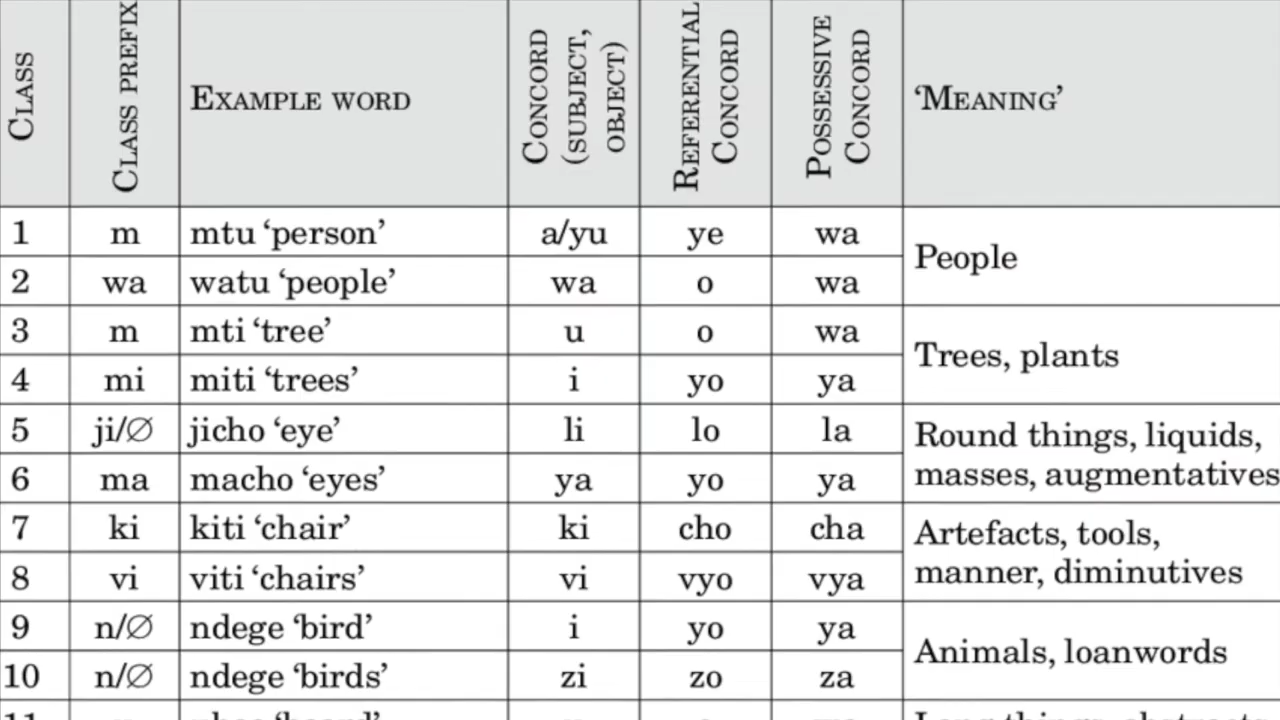 CLASS
CLASS PREFIX
EXAMPLE WORD
CONCORD
(SUBJECT,
OBJECT)
REFERENTIAL
CONCORD
POSSESSIVE
CONCORD
‘MEANING’
1 m mtu ‘person’ a/yu ye wa
People
2 wa watu ‘people’ wa o wa
3 m mti ‘tree’ u o wa
Trees, plants
4 mi miti ‘trees’ i yo ya
5 ji/∅ jicho ‘eye’ li lo la
Round things, liquids,
masses, augmentatives
6 ma macho ‘eyes’ ya yo ya
7 ki kiti ‘chair’ ki cho cha
Artefacts, tools,
manner, diminutives
8 vi viti ‘chairs’ vi vyo vya
9 n/∅ ndege ‘bird’ i yo ya
Animals, loanwords
10 n/∅ ndege ‘birds’ zi zo za